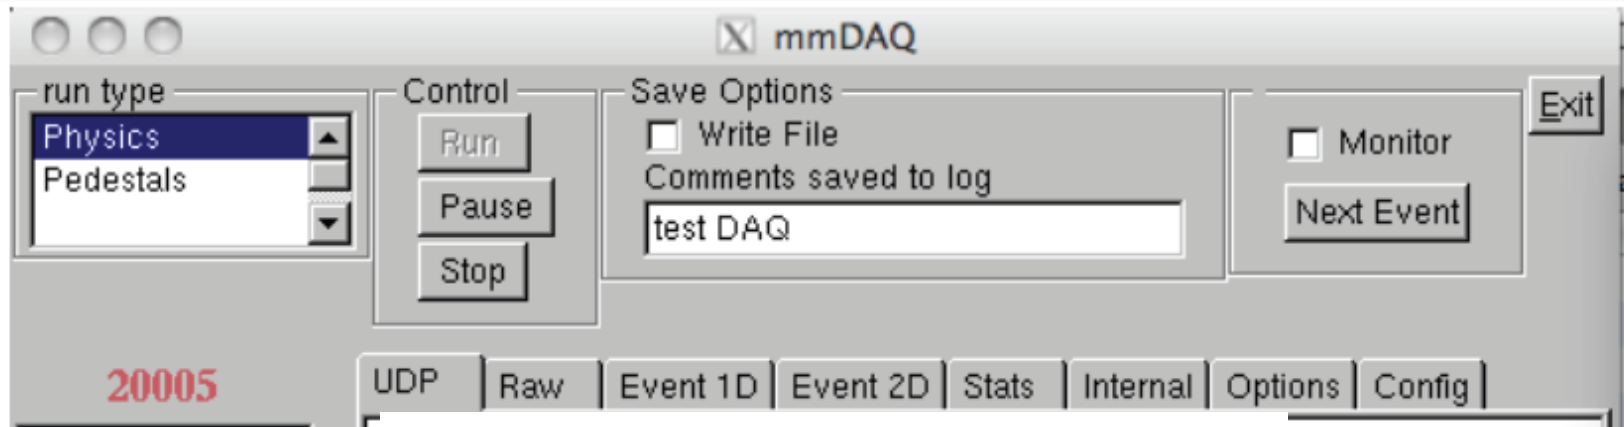 mmDAQ
run type
Physics
Pedestals
Control
Run
Pause
Stop
Save Options
Write File
Comments saved to log
test DAQ
Monitor
Next Event
Exit
20005
UDP Raw Event 1D Event 2D Stats Internal Options Config